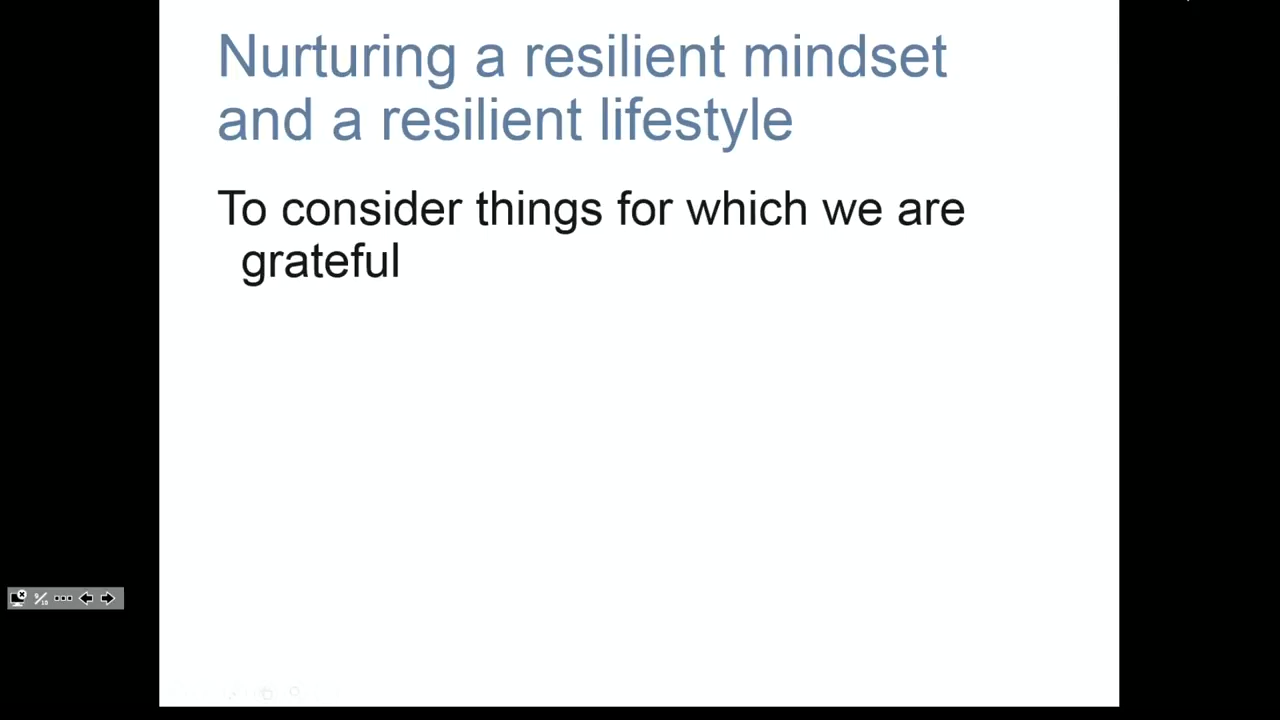 Nurturing a resilient mindset
and a resilient lifestyle
To consider things for which we are
grateful